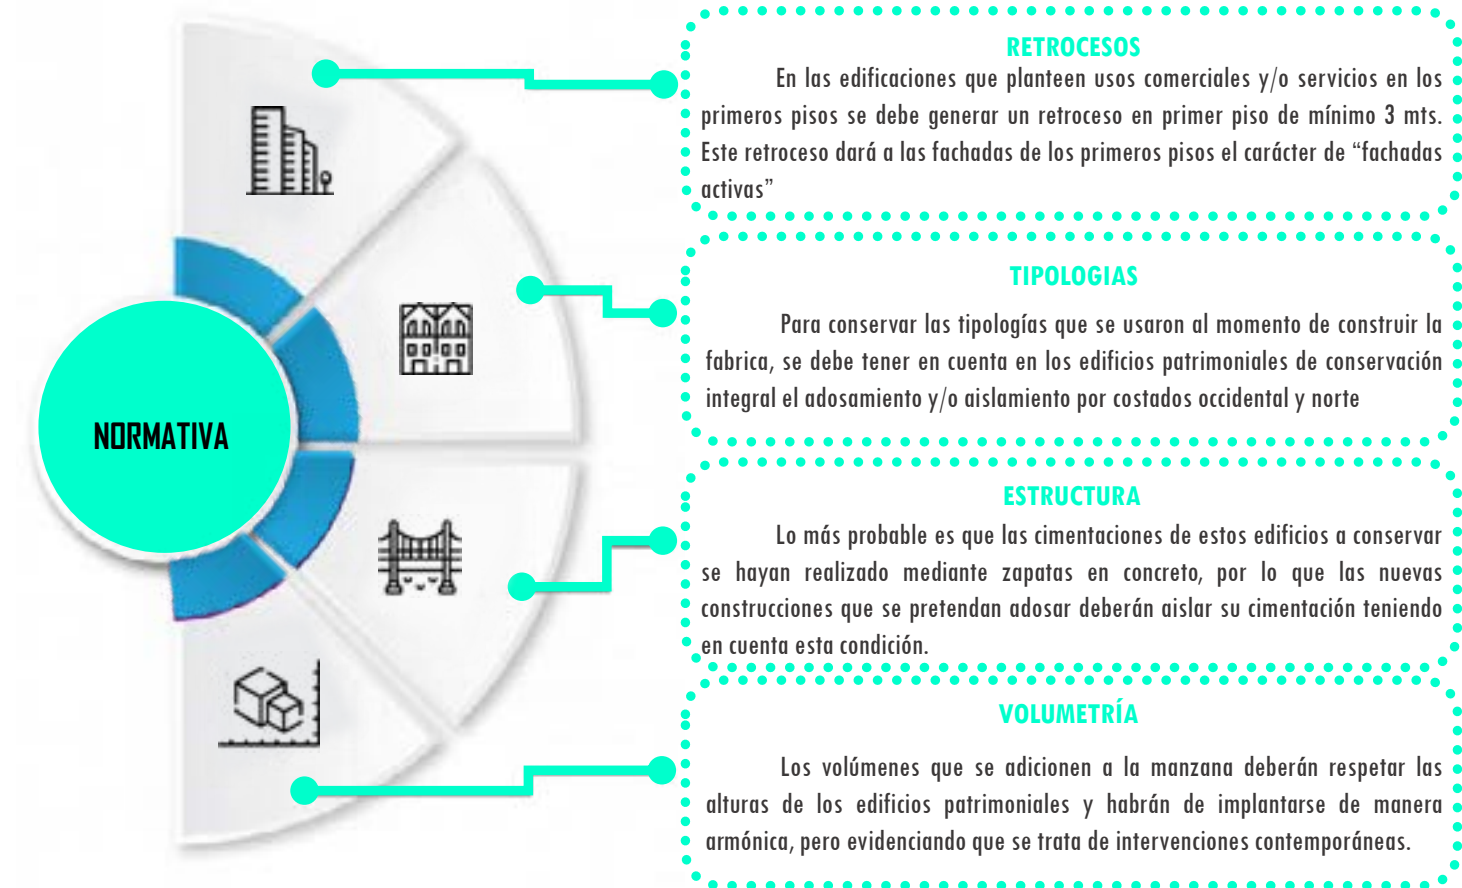 NORMATIVA
RETROCESOS
En las edificaciones que planteen usos comerciales y/o servicios en los
primeros pisos se debe generar un retroceso en primer piso de mínimo 3 mts.
Este retroceso dará a las fachadas de los primeros pisos el carácter de “fachadas
activas”
TIPOLOGIAS
Para conservar las tipologías que se usaron al momento de construir la
fabrica, se debe tener en cuenta en los edificios patrimoniales de conservación
integral el adosamiento y/o aislamiento por costados occidental y norte
ESTRUCTURA
Lo más probable es que las cimentaciones de estos edificios a conservar
se hayan realizado mediante zapatas en concreto, por lo que las nuevas
construcciones que se pretendan adosar deberán aislar su cimentación teniendo
en cuenta esta condición.
VOLUMETRÍA
Los volúmenes que se adicionen a la manzana deberán respetar las
alturas de los edificios patrimoniales y habrán de implantarse de manera
armónica, pero evidenciando que se trata de intervenciones contemporáneas.